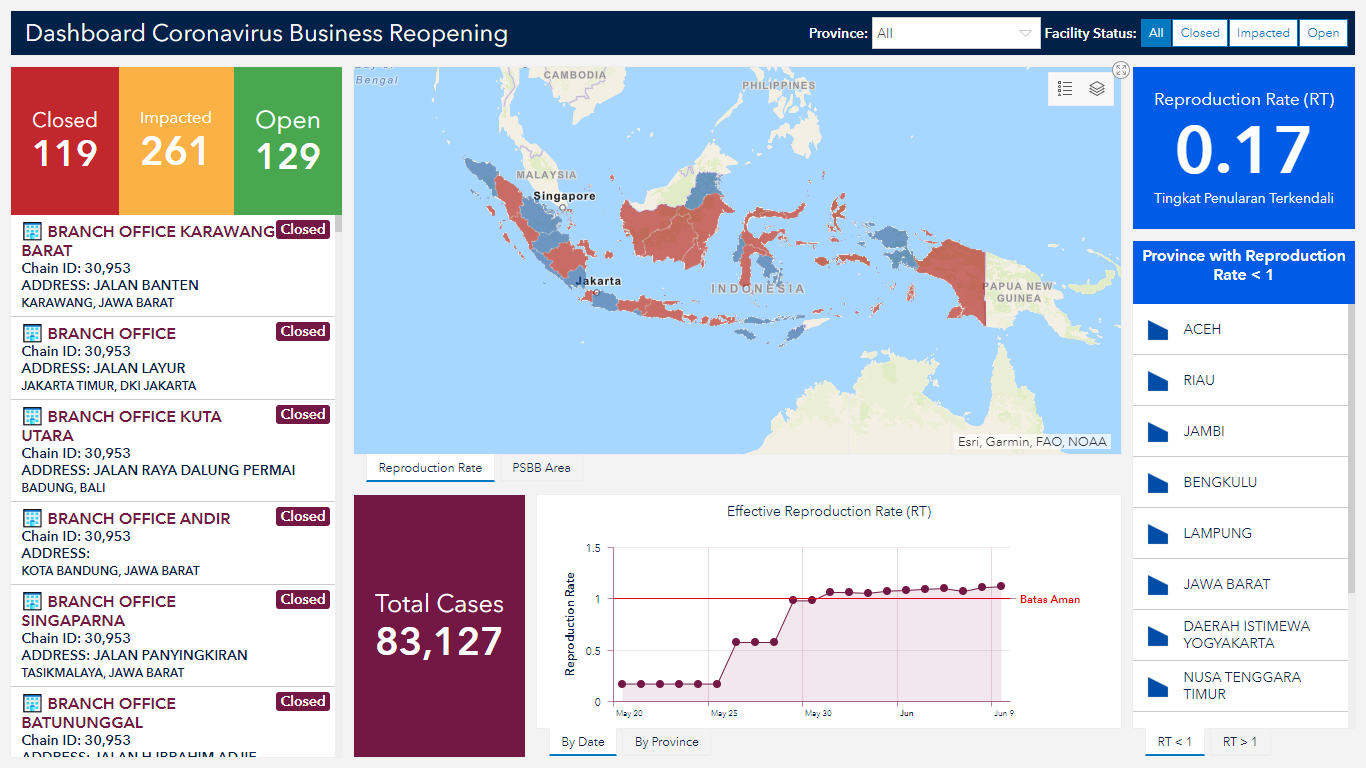 Dashboard Coronavirus Business Reopening
Province:
All
Facility Status:
All
Closed
Impacted
Open
Closed
119
Impacted
261
Open
129
BRANCH OFFICE KARAWANG
BARAT
Closed
Chain ID: 30,953
ADDRESS: JALAN BANTEN
KARAWANG, JAWA BARAT
BRANCH OFFICE
Closed
Chain ID: 30,953
ADDRESS: JALAN LAYUR
JAKARTA TIMUR, DKI JAKARTA
BRANCH OFFICE KUTA
UTARA
Closed
Chain ID: 30,953
ADDRESS: JALAN RAYA DALUNG PERMAI
BADUNG, BALI
BRANCH OFFICE ANDIR
Closed
Chain ID: 30,953
ADDRESS:
KOTA BANDUNG, JAWA BARAT
BRANCH OFFICE
SINGAPARNA
Closed
Chain ID: 30,953
ADDRESS: JALAN PANYINGKIRAN
TASIKMALAYA, JAWA BARAT
BRANCH OFFICE
BATUNUNGGAL
Closed
Chain ID: 30,953
ADDRESS: JALAN H IBRAHIM ADJIE
Bengal
CAMBODIA
PHILIPPINES
MALAYSIA
Singapore
Jakarta
INDONESIA
PAPUA NEW
GUINEA
Esri, Garmin, FAO, NOAA
Reproduction Rate
PSBB Area
Total Cases
83,127
Effective Reproduction Rate (RT)
Reproduction Rate
1.5
1
0.5
0
Batas Aman
May 20
May 25
May 30
Jun
Jun 9
By Date
By Province
Reproduction Rate (RT)
0.17
Tingkat Penularan Terkendali
Province with Reproduction
Rate < 1
ACEH
RIAU
JAMBI
BENGKULU
LAMPUNG
JAWA BARAT
DAERAH ISTIMEWA
YOGYAKARTA
NUSA TENGGARA
TIMUR
RT < 1
RT > 1